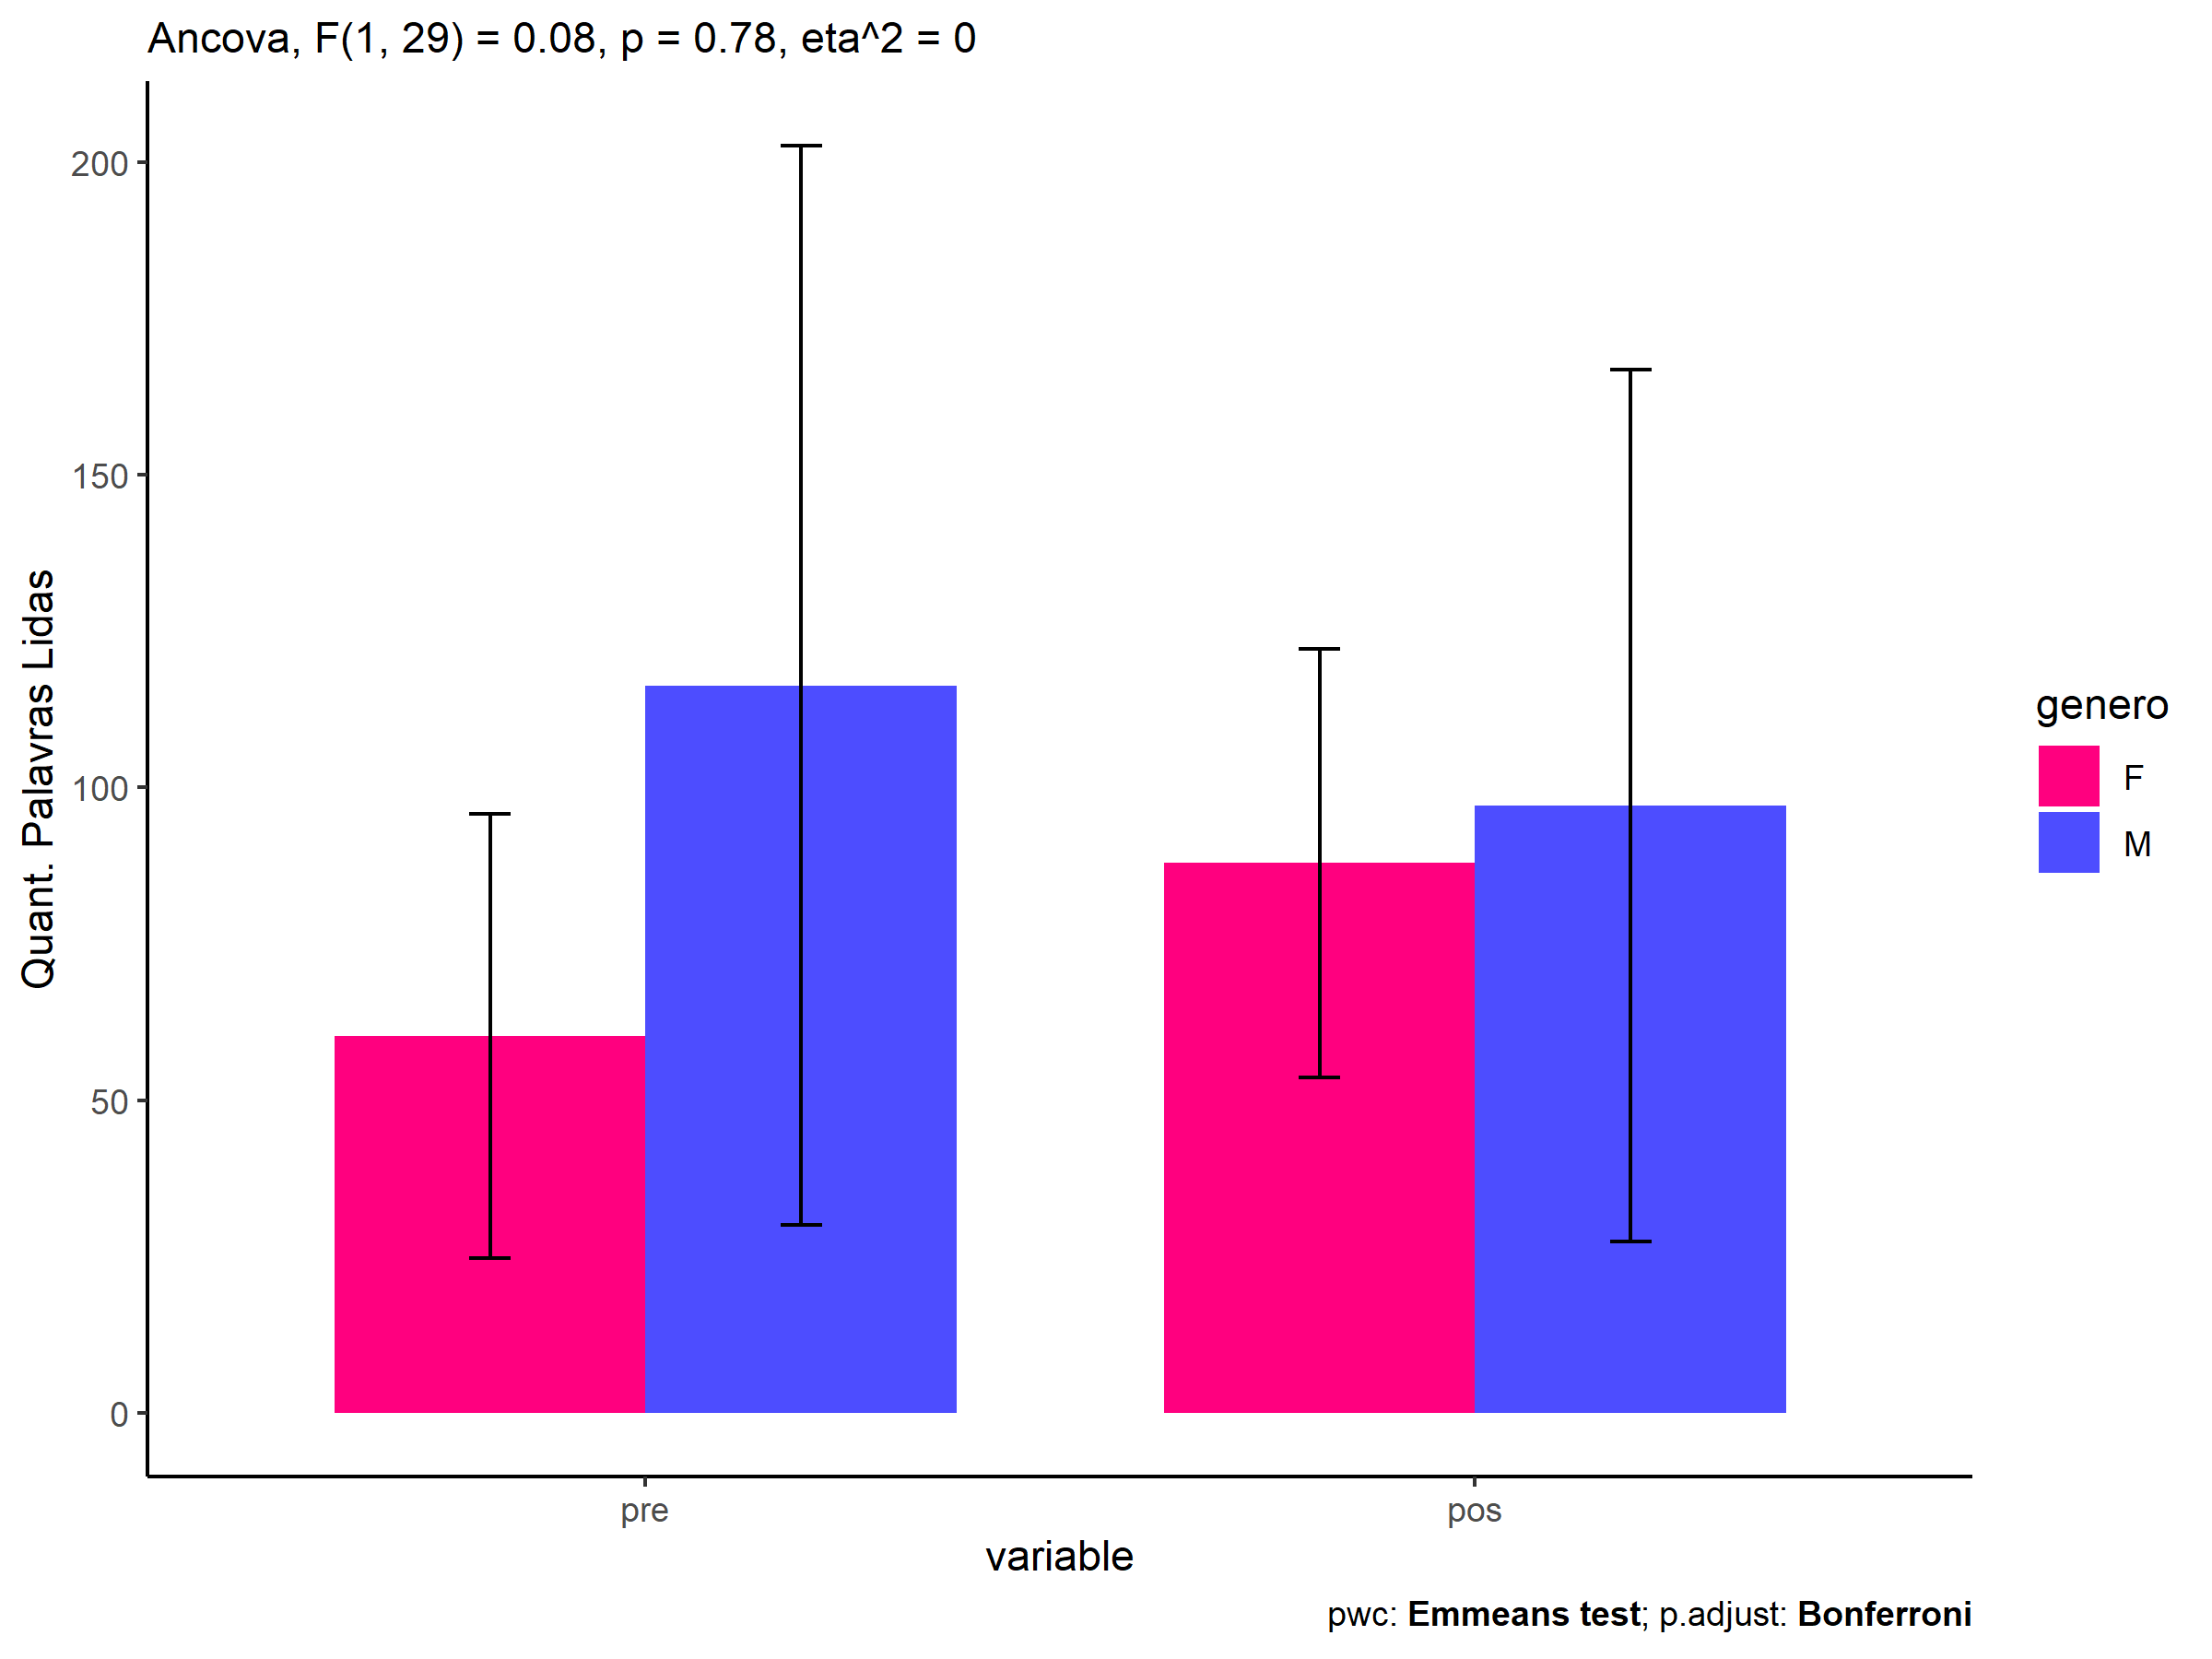 Ancova, F(1, 29) = 0.08, p = 0.78, eta^2 = 0
Quant. Palavras Lidas
200
150
100
50
0
pre
pos
variable
genero
F
M
pwc: Emmeans test; p.adjust: Bonferroni